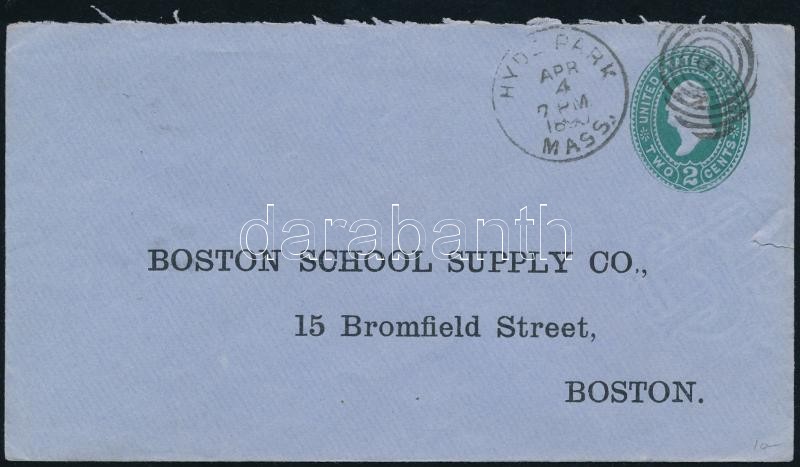 HYDE PARK
APR
4
7 PM
MASS.
UNITED STATES POSTAGE
TWO 2 CENTS
darabanth
BOSTON SCHOOL SUPPLY CO.,
15 Bromfield Street,
BOSTON.